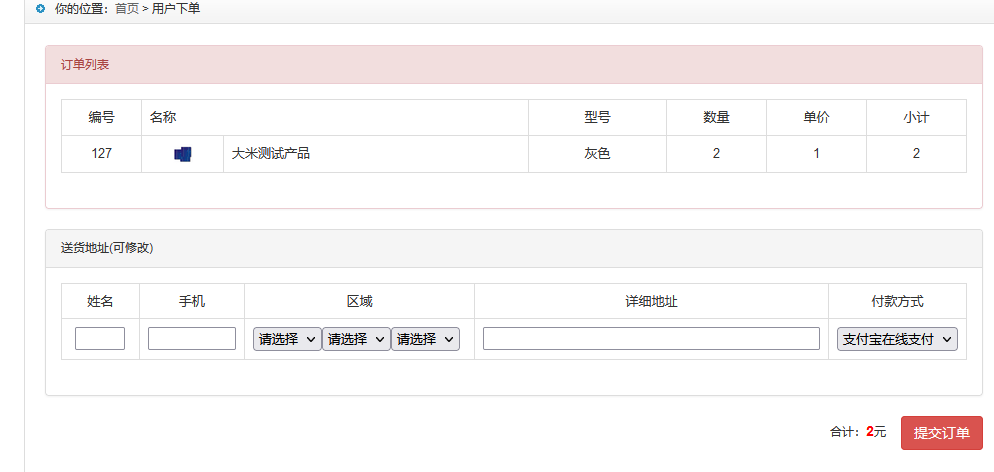 你的位置：首页 > 用户下单
订单列表
编号 名称 型号 数量 单价 小计
127 大米测试产品 灰色 2 1 2
送货地址(可修改)
姓名 手机 区域 详细地址 付款方式
请选择 请选择 请选择 支付宝在线支付
合计：2元 提交订单